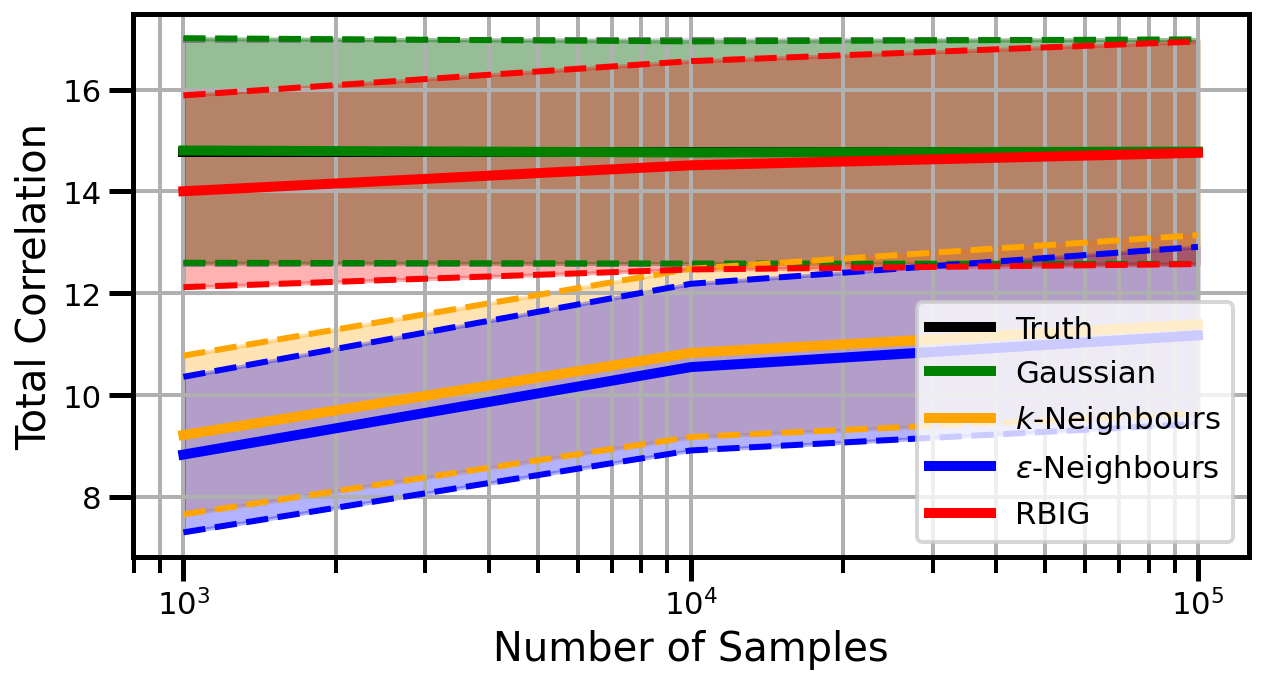 Total Correlation
16
14
12
10
8
Truth
Gaussian
k-Neighbours
ε-Neighbours
RBIG
10³
10⁴
10⁵
Number of Samples